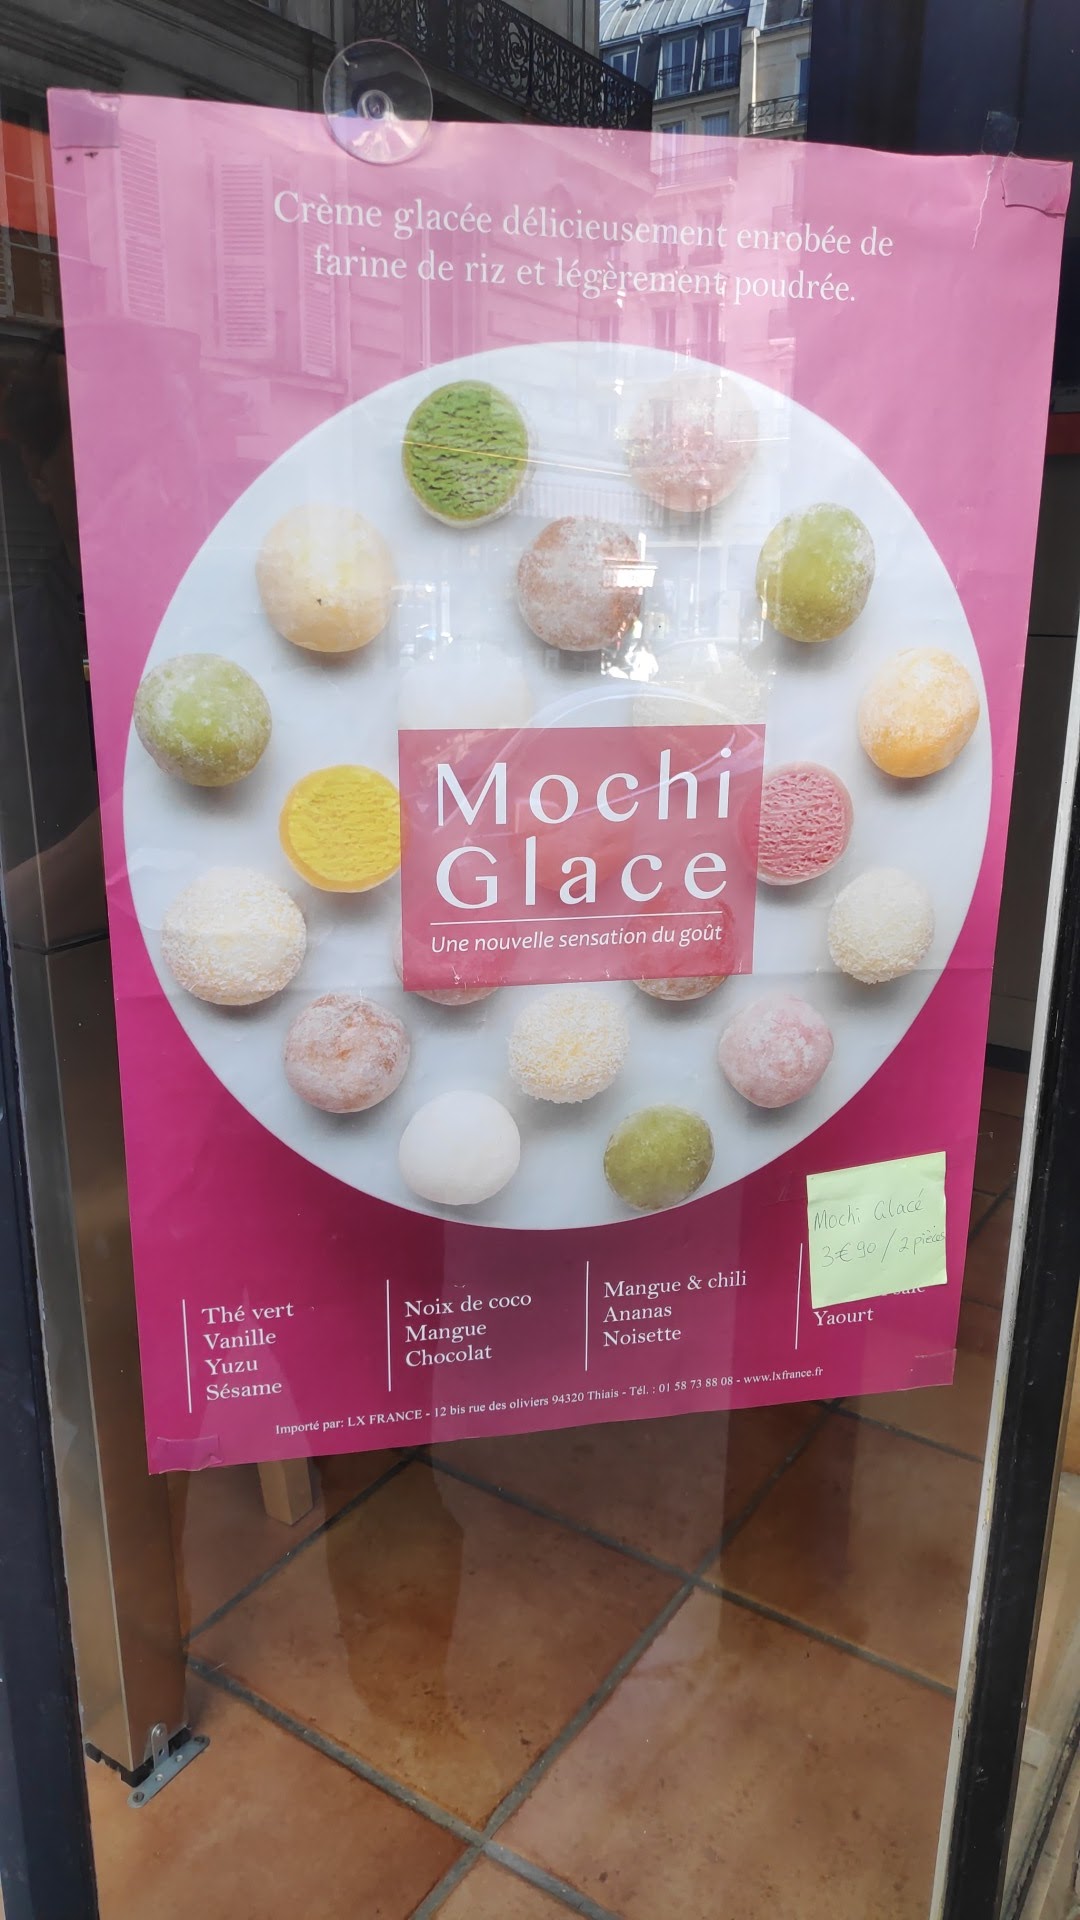 Crème glacée délicieusement enrobée de
farine de riz et légèrement poudrée.
Mochi
Glace
Une nouvelle sensation du goût
Mochi Glacé
3€90 / 2 pièces
Thé vert
Vanille
Yuzu
Sésame
Noix de coco
Mangue
Chocolat
Mangue & chili
Ananas
Noisette
Yaourt
Importé par: LX FRANCE - 12 bis rue des oliviers 94320 Thiais - Tél. : 01 58 73 88 08 - www.lxfrance.fr